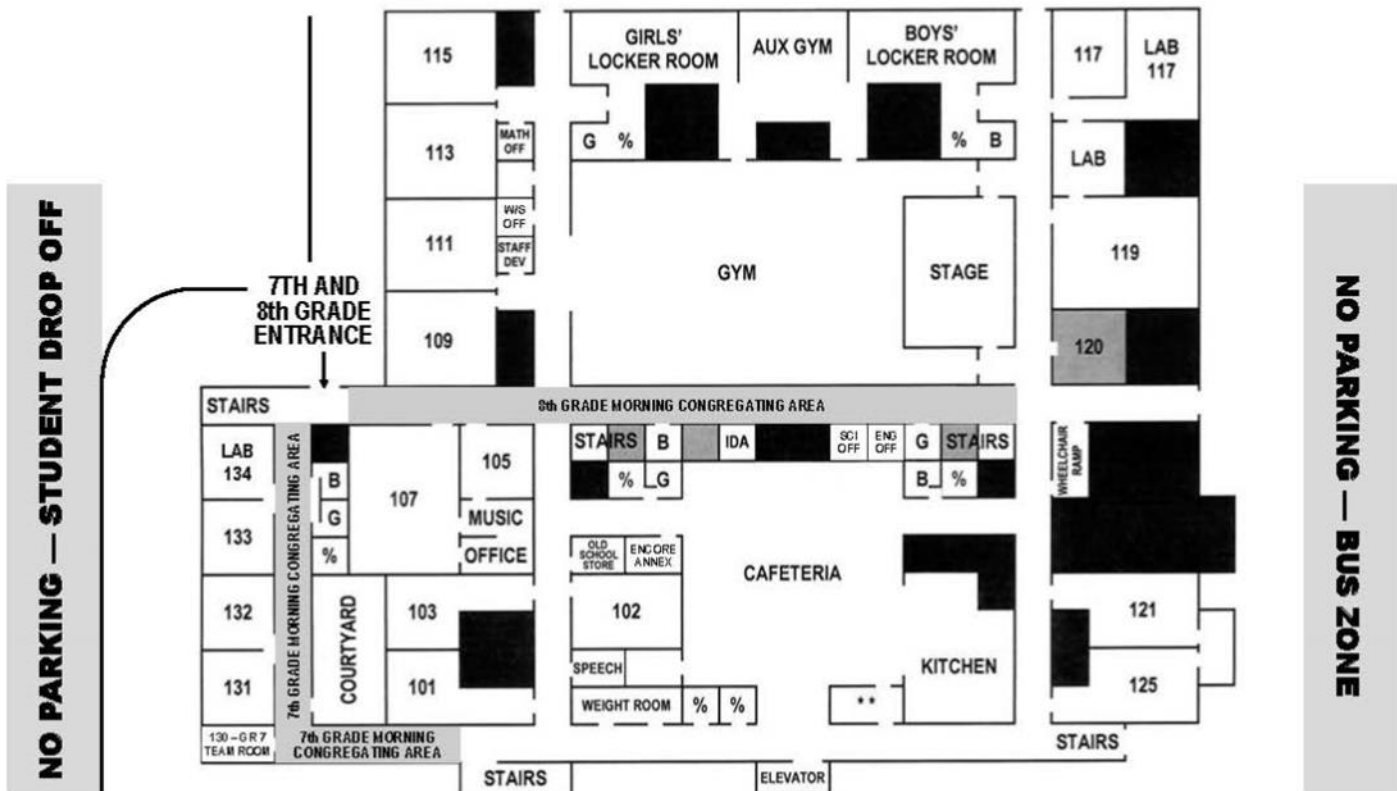 115
GIRLS'
LOCKER ROOM
AUX GYM
BOYS'
LOCKER ROOM
117
LAB
117
MATH
OFF
G
%
%
B
113
LAB
W/S
OFF
STAFF
DEV
111
GYM
STAGE
119
7TH AND
8th GRADE
ENTRANCE
109
120
NO PARKING — STUDENT DROP OFF
NO PARKING — BUS ZONE
STAIRS
8th GRADE MORNING CONGREGATING AREA
LAB
134
7th GRADE MORNING CONGREGATING AREA
B
G
%
107
105
MUSIC
OFFICE
STAIRS
B
IDA
SCI
OFF
ENG
OFF
G
STAIRS
%
G
B
%
WHEELCHAIR
RAMP
133
OLD
SCHOOL
STORE
ENCORE
ANNEX
CAFETERIA
132
COURTYARD
103
102
121
131
101
SPEECH
KITCHEN
125
WEIGHT ROOM
%
%
**
130 – GR 7
TEAM ROOM
7th GRADE MORNING
CONGREGATING AREA
STAIRS
STAIRS
ELEVATOR